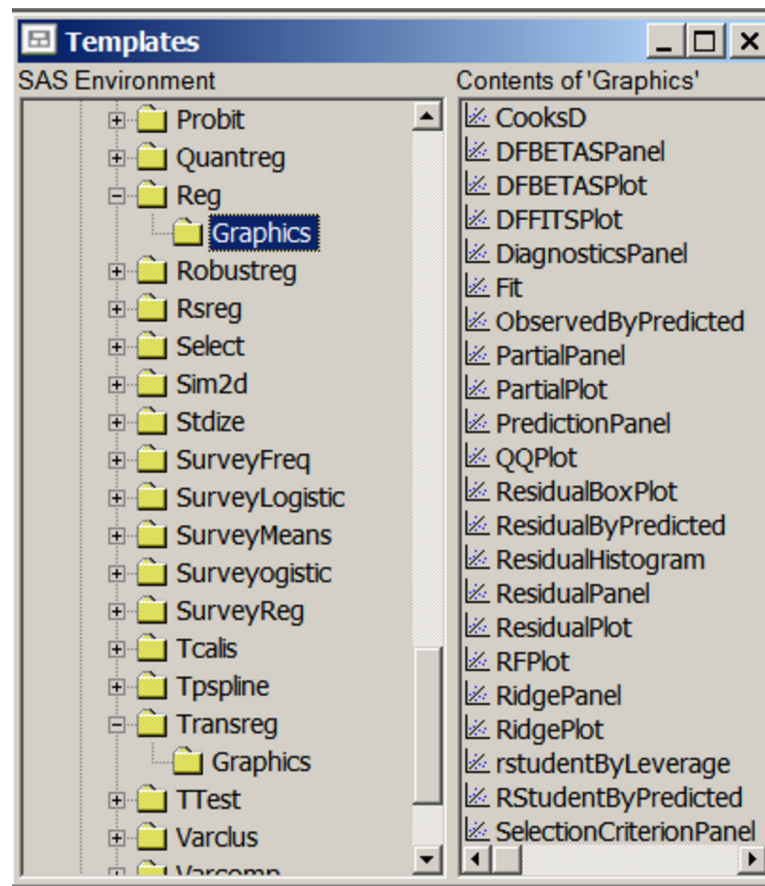 Templates
SAS Environment
Probit
Quantreg
Reg
Graphics
Robustreg
Rsreg
Select
Sim2d
Stdize
SurveyFreq
SurveyLogistic
SurveyMeans
Surveyogistic
SurveyReg
Tcalis
Tpspline
Transreg
Graphics
TTest
Varclus
Varcomp
Contents of 'Graphics'
CooksD
DFBETASPanel
DFBETASPlot
DFFITSPlot
DiagnosticsPanel
Fit
ObservedByPredicted
PartialPanel
PartialPlot
PredictionPanel
QQPlot
ResidualBoxPlot
ResidualByPredicted
ResidualHistogram
ResidualPanel
ResidualPlot
RFPlot
RidgePanel
RidgePlot
rstudentByLeverage
RStudentByPredicted
SelectionCriterionPanel